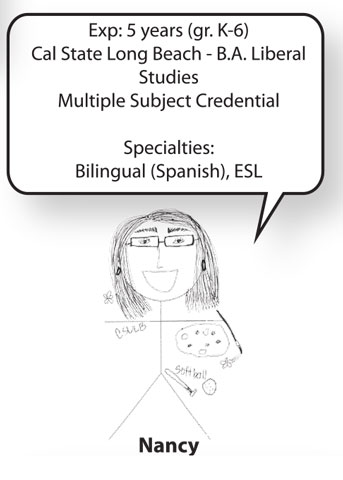 Exp: 5 years (gr. K-6)
Cal State Long Beach - B.A. Liberal
Studies
Multiple Subject Credential
Specialties:
Bilingual (Spanish), ESL
CSULB
softball
Nancy